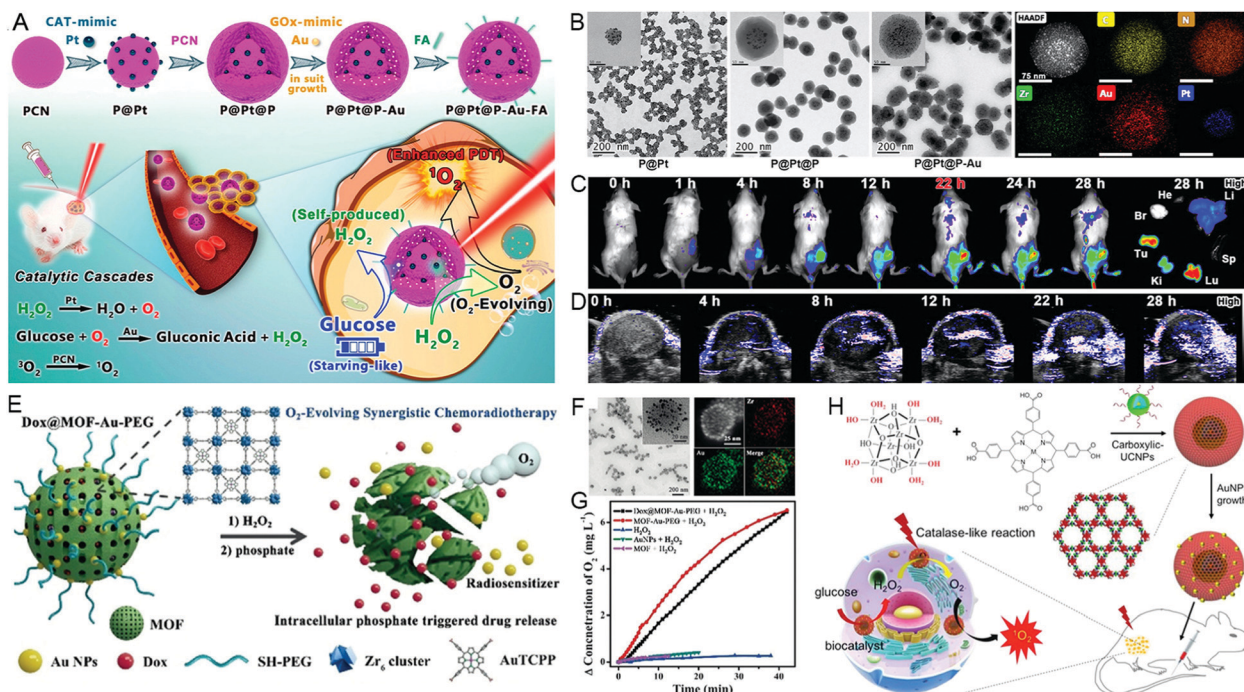 A
CAT-mimic
Pt
PCN
GOx-mimic
Au
in suit
growth
FA
PCN
P@Pt
P@Pt@P
P@Pt@P-Au
P@Pt@P-Au-FA
(Enhanced PDT)
¹O₂
(Self-produced)
H₂O₂
O₂
(O₂-Evolving)
Glucose
H₂O₂
(Starving-like)
Catalytic Cascades
H₂O₂ Pt H₂O + O₂
Glucose + O₂ Au Gluconic Acid + H₂O₂
³O₂ PCN ¹O₂
B
200 nm
P@Pt
200 nm
P@Pt@P
200 nm
P@Pt@P-Au
HAADF
75 nm
C
N
Zr
Au
Pt
C
0 h
1 h
4 h
8 h
12 h
22 h
24 h
28 h
28 h
High
He
Li
Br
Tu
Sp
Ki
Lu
D
0 h
4 h
8 h
12 h
22 h
28 h
High
E
Dox@MOF-Au-PEG
O₂-Evolving Synergistic Chemoradiotherapy
1) H₂O₂
2) phosphate
O₂
Radiosensitizer
Intracellular phosphate triggered drug release
MOF
Au NPs
Dox
SH-PEG
Zr₆ cluster
AuTCPP
F
20 nm
200 nm
25 nm
Zr
Au
Merge
G
Δ Concnetration of O₂ (mg L⁻¹)
6
4
2
0
Dox@MOF-Au-PEG + H₂O₂
MOF-Au-PEG + H₂O₂
H₂O₂
AuNPs + H₂O₂
MOF + H₂O₂
0
10
20
30
40
Time (min)
H
+
Carboxylic-
UCNPs
AuNP
growth
Catalase-like reaction
H₂O₂
O₂
glucose
biocatalyst
¹O₂